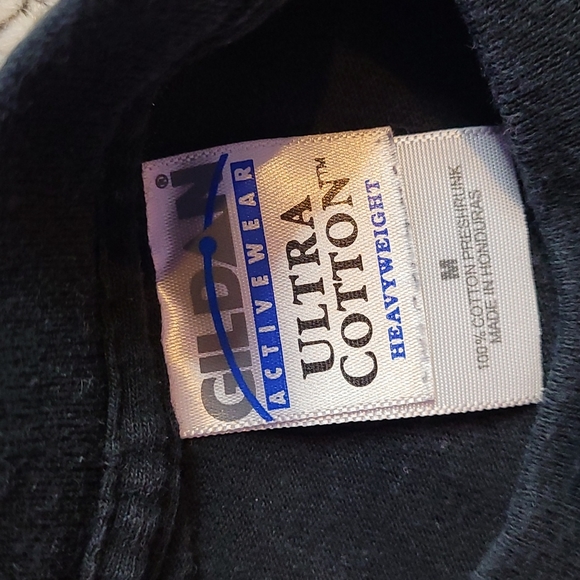 GILDAN®
ACTIVEWEAR
ULTRA
COTTON™
HEAVYWEIGHT
M
100% COTTON PRESHRUNK
MADE IN HONDURAS